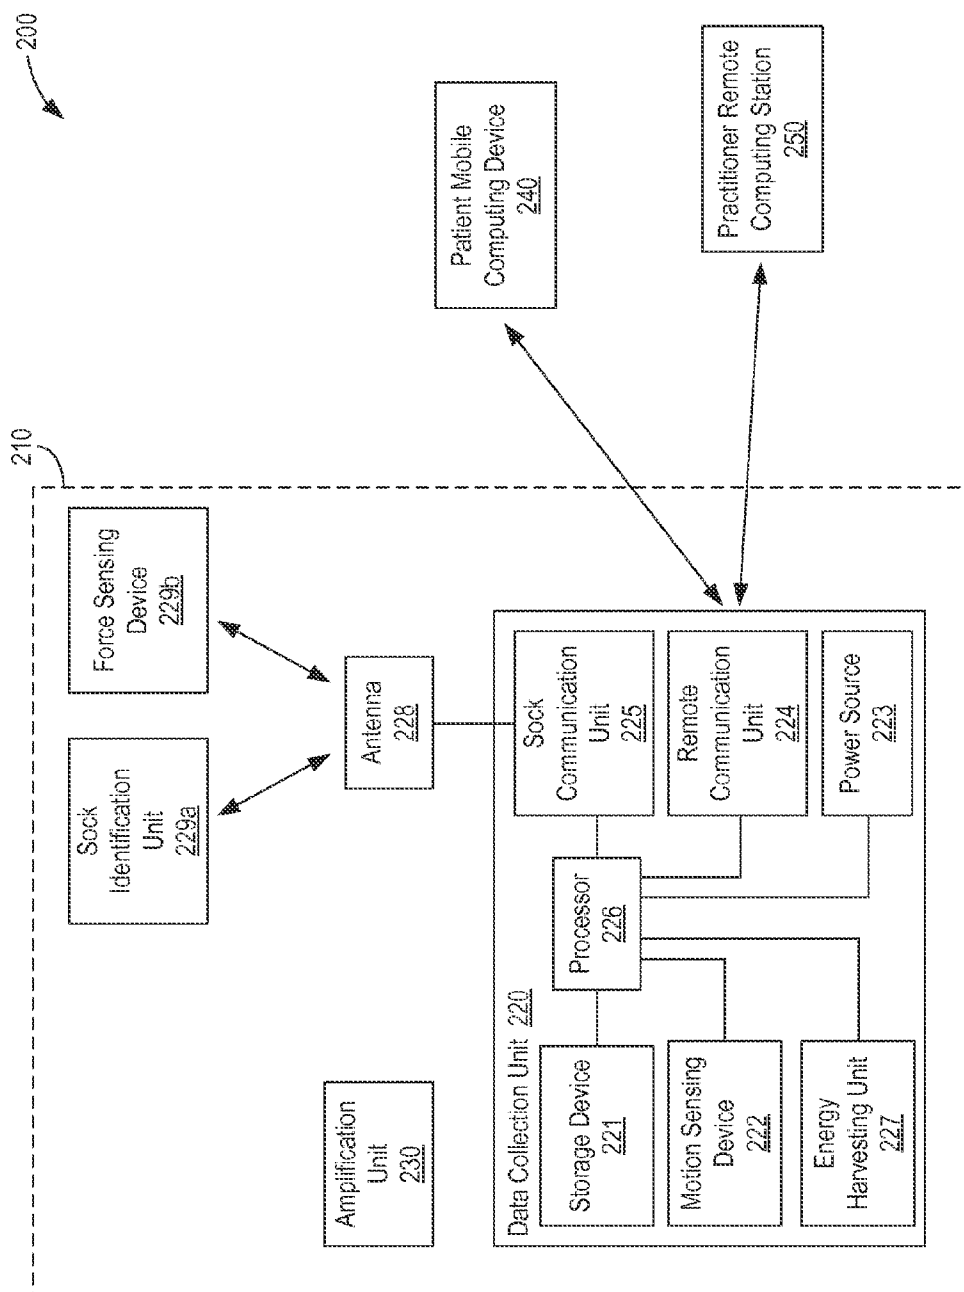 200
210
Sock
Identification
Unit
229a
Force Sensing
Device
229b
Amplification
Unit
230
Antenna
228
Patient Mobile
Computing Device
240
Practitioner Remote
Computing Station
250
Data Collection Unit 220
Storage Device
221
Processor
226
Sock
Communication
Unit
225
Motion Sensing
Device
222
Remote
Communication
Unit
224
Energy
Harvesting Unit
227
Power Source
223